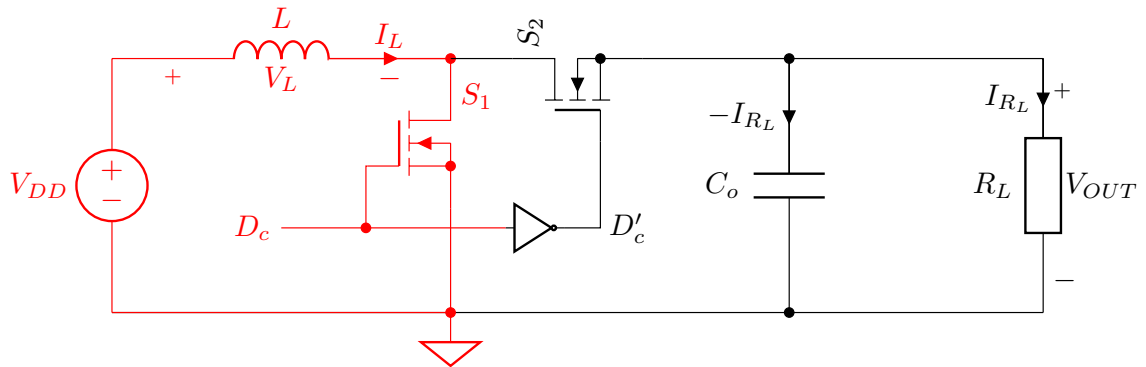 L
I_L
S_2
+
V_L
−
S_1
−I_{R_L}
I_{R_L}
+
V_{DD}
+
−
C_o
R_L
V_{OUT}
D_c
D'_c
−